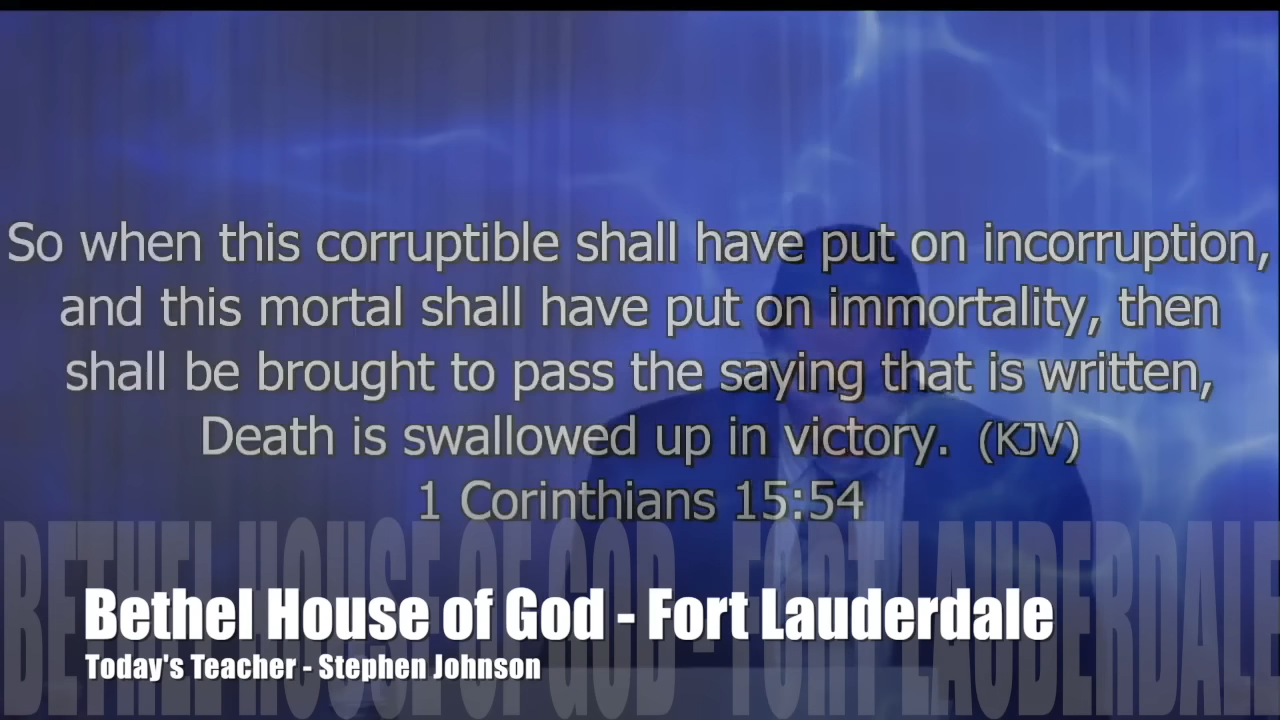 So when this corruptible shall have put on incorruption,
and this mortal shall have put on immortality, then
shall be brought to pass the saying that is written,
Death is swallowed up in victory. (KJV)
1 Corinthians 15:54
BETHEL HOUSE OF GOD - FORT LAUDERDALE
Bethel House of God - Fort Lauderdale
Today's Teacher - Stephen Johnson